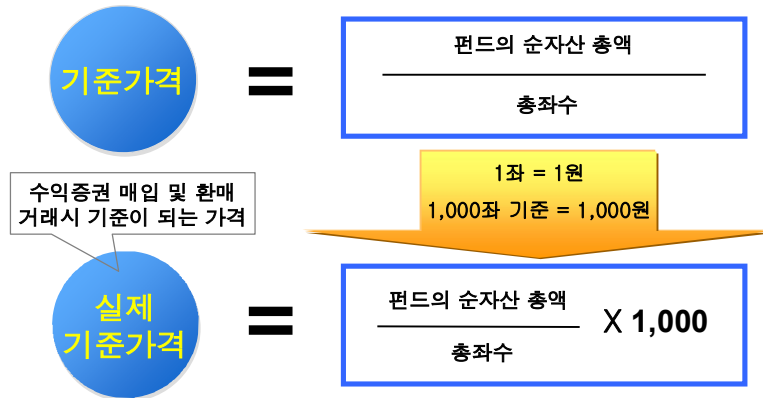 기준가격
=
펀드의 순자산 총액
총좌수
1좌 = 1원
1,000좌 기준 = 1,000원
수익증권 매입 및 환매
거래시 기준이 되는 가격
실제
기준가격
=
펀드의 순자산 총액
총좌수
X 1,000